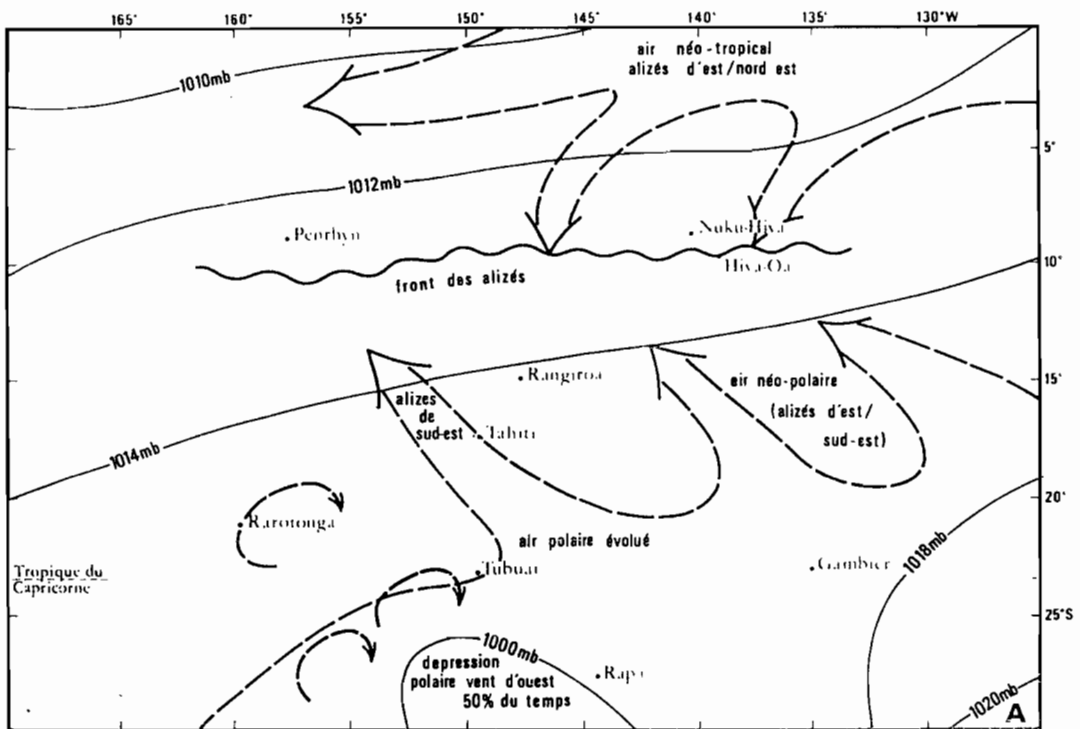 165° 160° 155° 150° 145° 140° 135° 130°W
air néo-tropical
alizés d'est/nord est
1010mb
5°
1012mb
Penrhyn
Nuku-Hiva
front des alizés
Hiva-Oa
10°
Rangiroa
15°
air néo-polaire
(alizés d'est/
sud-est)
alizes
de
sud-est
Tahiti
1014mb
20°
Rarotonga
air polaire évolué
Tubuai
Gambier
1018mb
Tropique du
Capricorne
25°S
1000mb
depression
polaire vent d'ouest
50% du temps
Rapa
1020mb
A